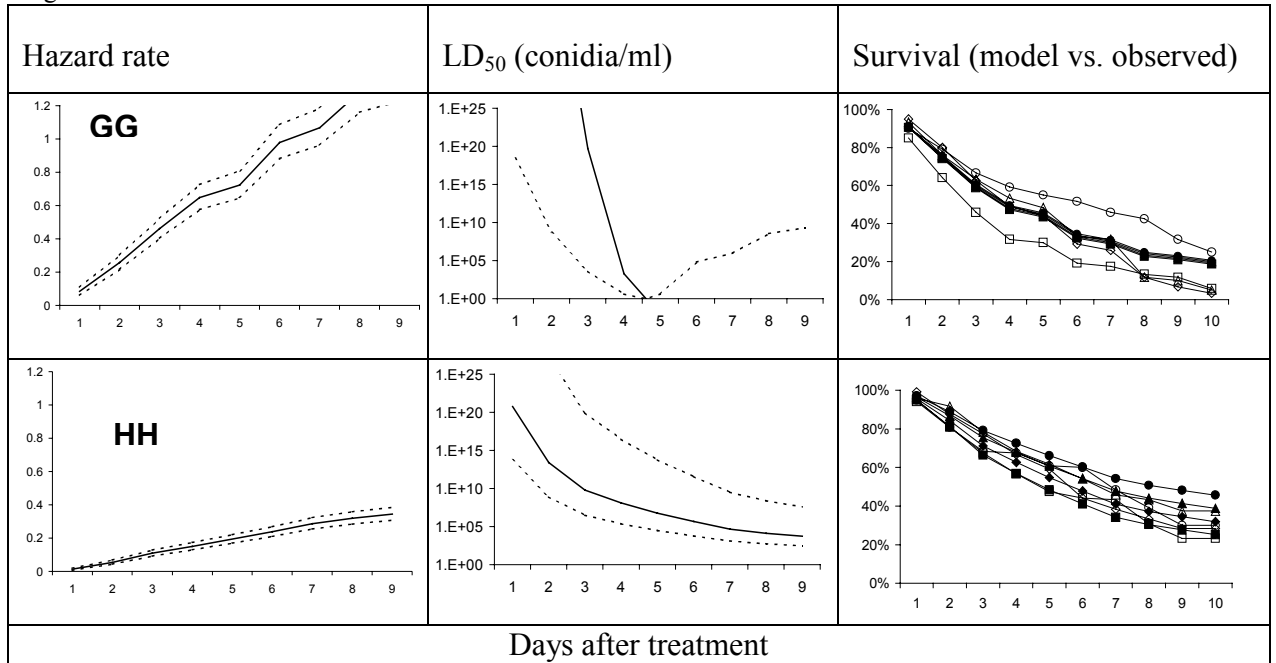 Hazard rate
LD50 (conidia/ml)
Survival (model vs. observed)
GG
1.2
1
0.8
0.6
0.4
0.2
0
1 2 3 4 5 6 7 8 9
1.E+25
1.E+20
1.E+15
1.E+10
1.E+05
1.E+00
1 2 3 4 5 6 7 8 9
100%
80%
60%
40%
20%
0%
1 2 3 4 5 6 7 8 9 10
HH
1.2
1
0.8
0.6
0.4
0.2
0
1 2 3 4 5 6 7 8 9
1.E+25
1.E+20
1.E+15
1.E+10
1.E+05
1.E+00
1 2 3 4 5 6 7 8 9
100%
80%
60%
40%
20%
0%
1 2 3 4 5 6 7 8 9 10
Days after treatment